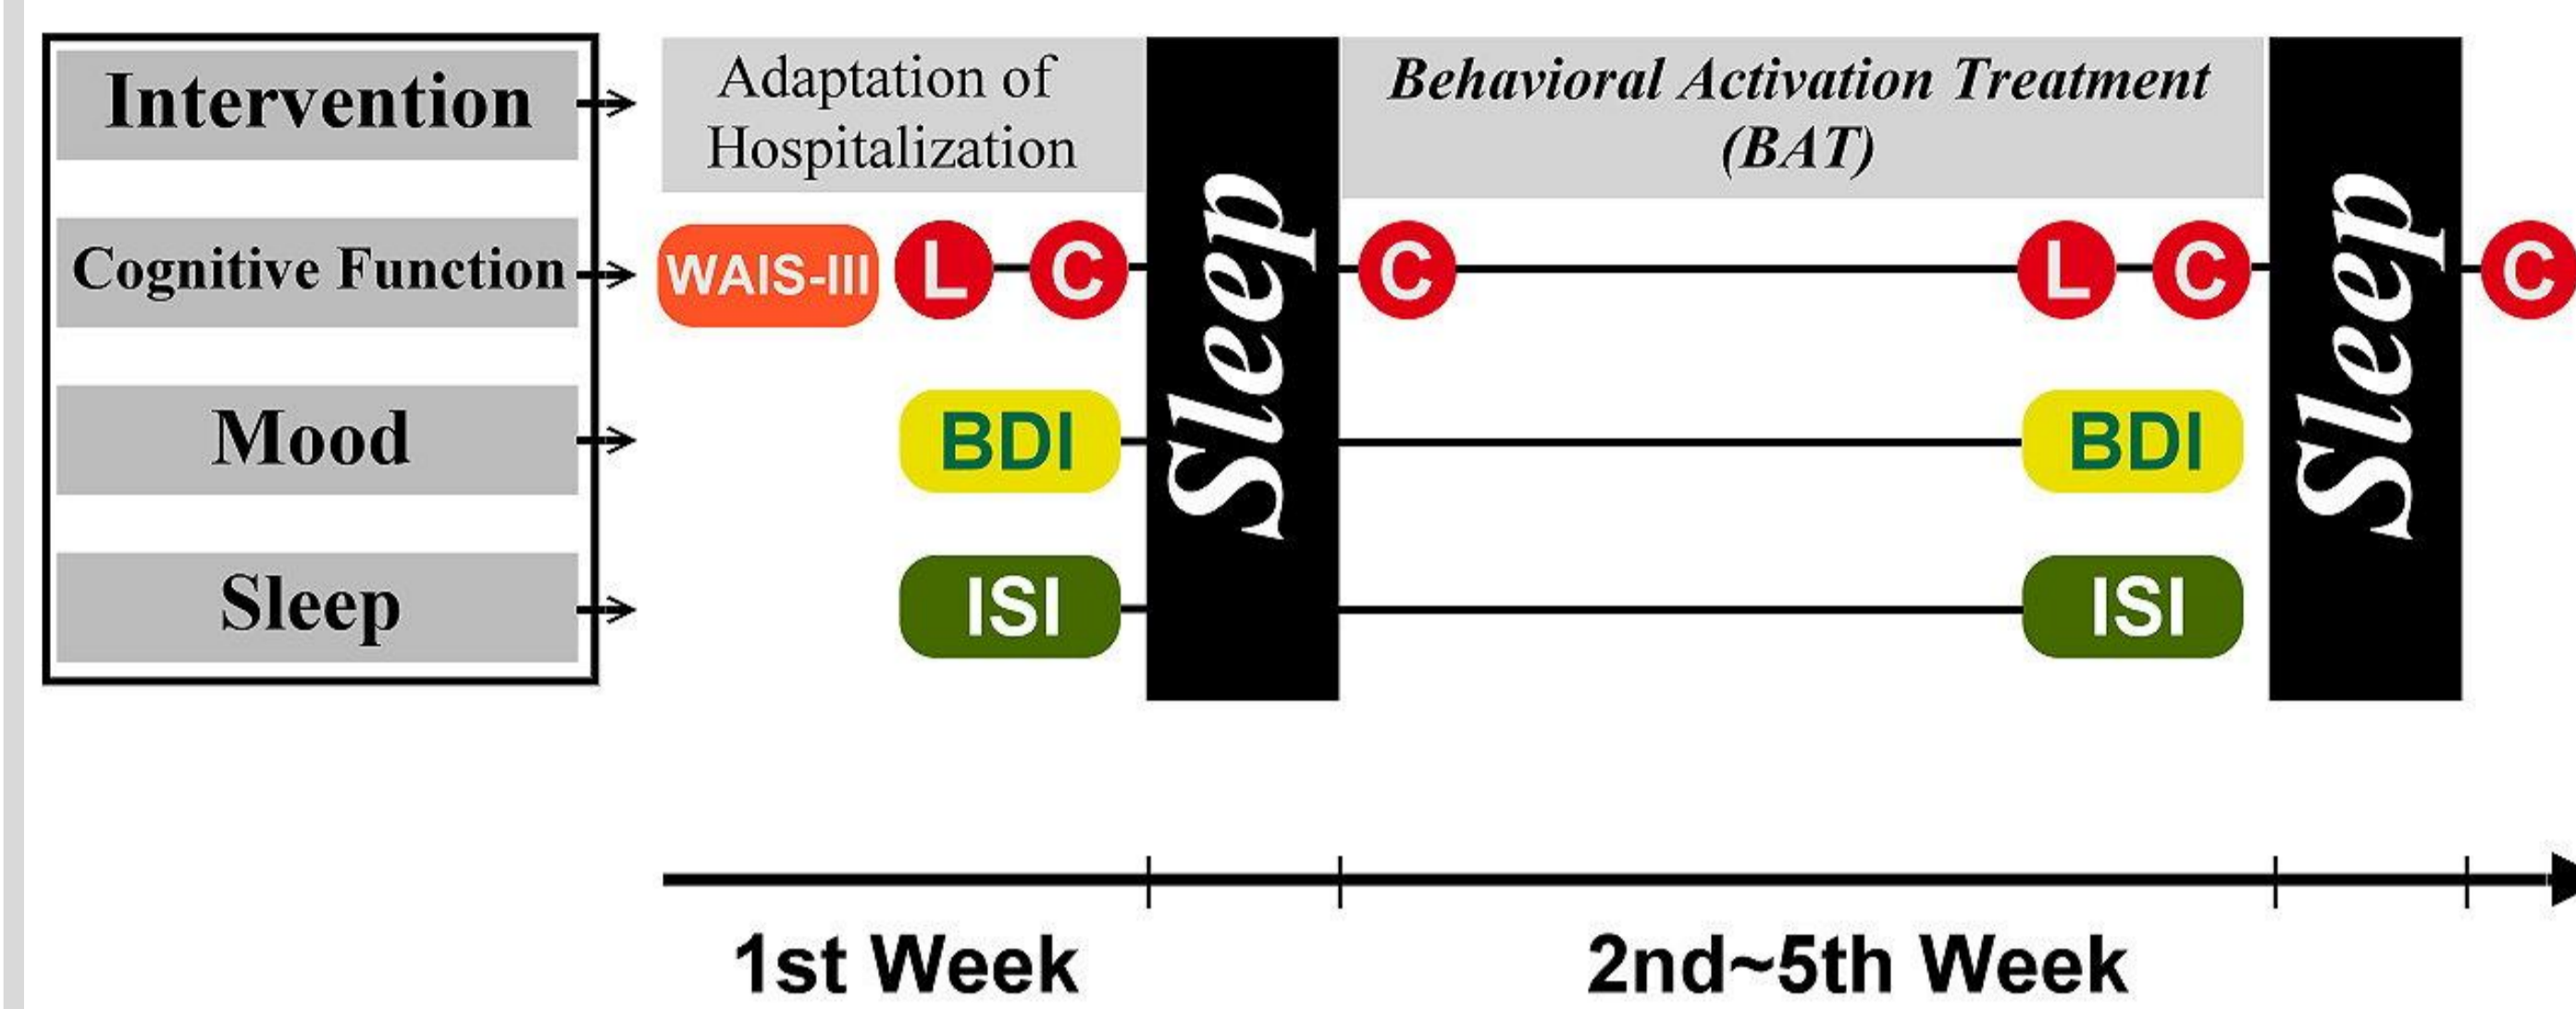 Intervention
Adaptation of
Hospitalization
Behavioral Activation Treatment
(BAT)
Cognitive Function
WAIS-III
L
C
Sleep
C
L
C
Sleep
C
Mood
BDI
BDI
Sleep
ISI
ISI
1st Week
2nd~5th Week